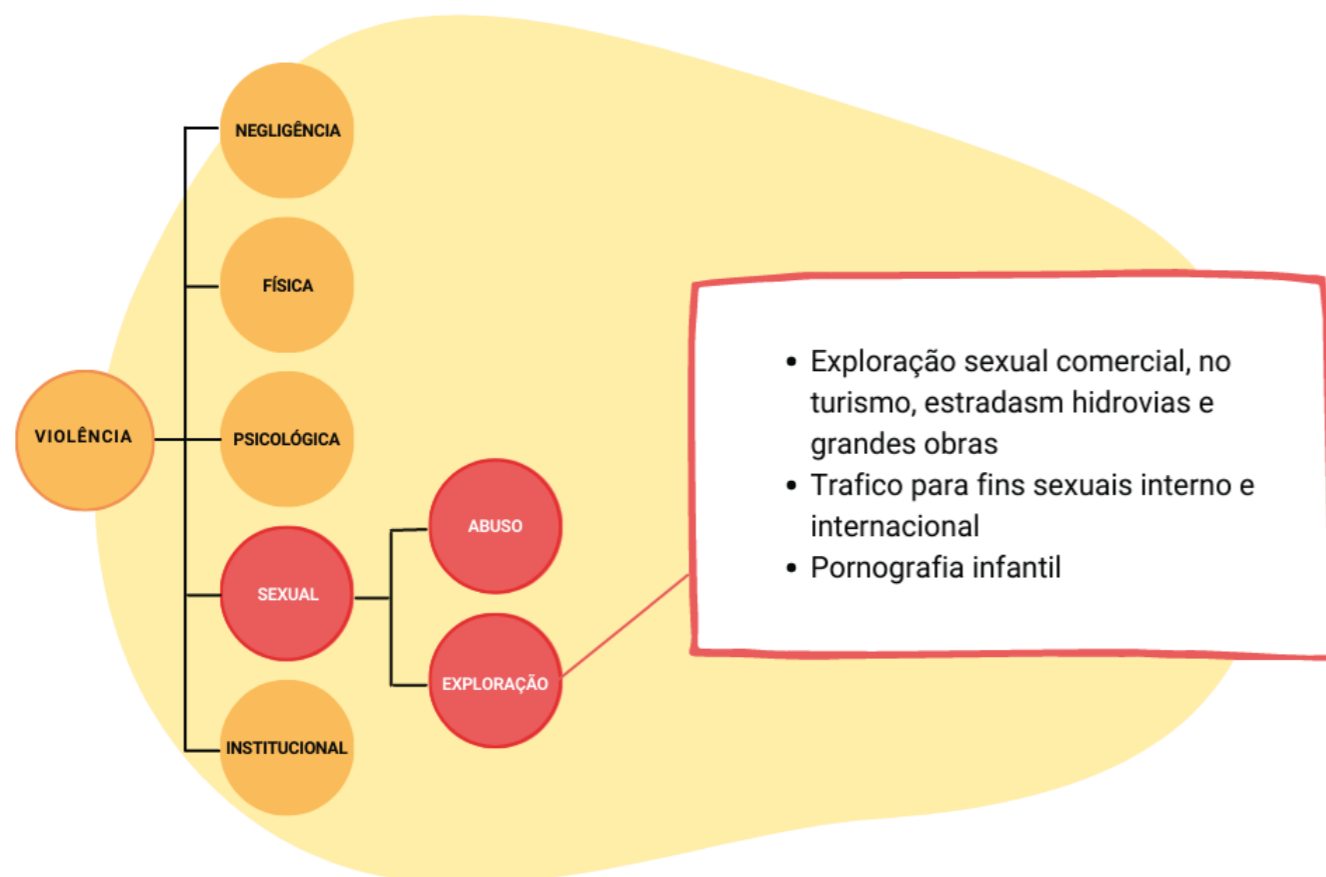 NEGLIGÊNCIA
FÍSICA
VIOLÊNCIA
PSICOLÓGICA
SEXUAL
INSTITUCIONAL
ABUSO
EXPLORAÇÃO
• Exploração sexual comercial, no
turismo, estradasm hidrovias e
grandes obras
• Trafico para fins sexuais interno e
internacional
• Pornografia infantil